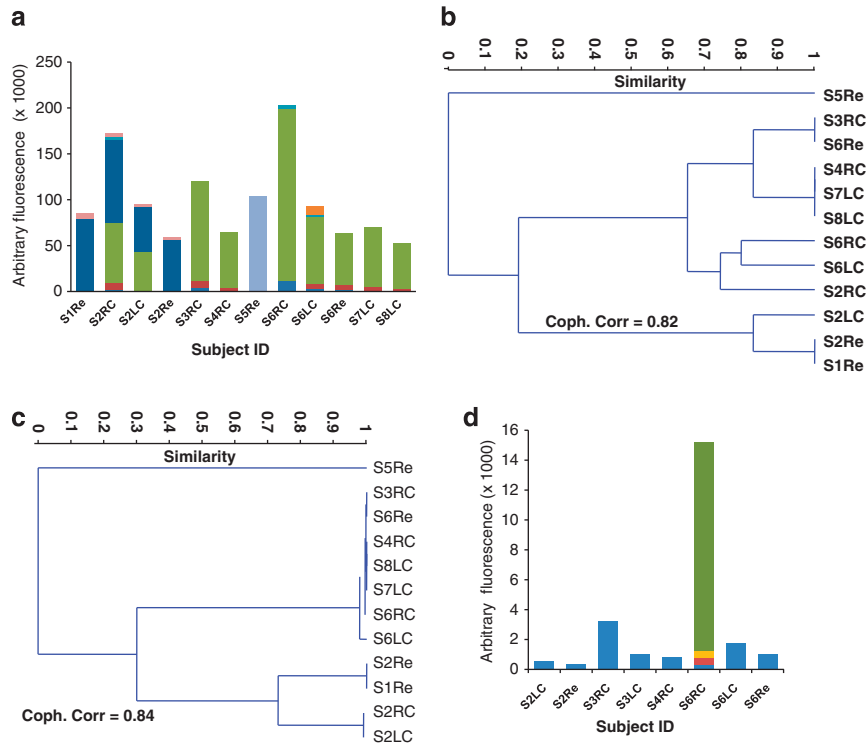 a
250
200
150
100
50
0
Arbitrary fluorescence (x 1000)
S1Re
S2RC
S2LC
S2Re
S3RC
S4RC
S5Re
S6RC
S6LC
S6Re
S7LC
S8LC
Subject ID
b
0
0.1
0.2
0.3
0.4
0.5
0.6
0.7
0.8
0.9
1
Similarity
S5Re
S3RC
S6Re
S4RC
S7LC
S8LC
S6RC
S6LC
S2RC
S2LC
S2Re
S1Re
Coph. Corr = 0.82
c
0
0.1
0.2
0.3
0.4
0.5
0.6
0.7
0.8
0.9
1
Similarity
S5Re
S3RC
S6Re
S4RC
S8LC
S7LC
S6RC
S6LC
S2Re
S1Re
S2RC
S2LC
Coph. Corr = 0.84
d
16
14
12
10
8
6
4
2
0
Arbitrary fluorescence (x 1000)
S2LC
S2Re
S3RC
S3LC
S4RC
S6RC
S6LC
S6Re
Subject ID